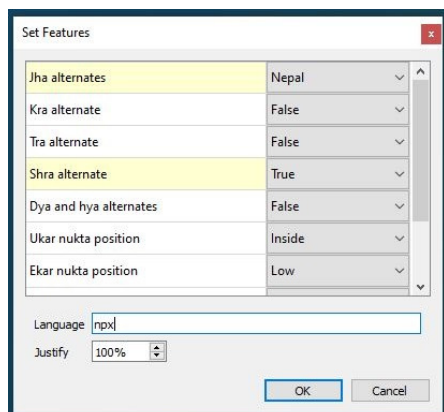 Set Features
x
Jha alternates Nepal
Kra alternate False
Tra alternate False
Shra alternate True
Dya and hya alternates False
Ukar nukta position Inside
Ekar nukta position Low
Language npx
Justify 100%
OK Cancel